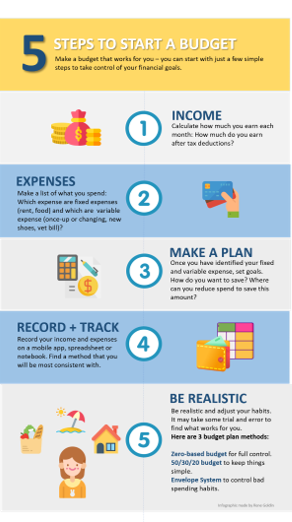 5 STEPS TO START A BUDGET
Make a budget that works for you – you can start with just a few simple
steps to take control of your financial goals.
1
INCOME
Calculate how much you earn each
month: How much do you earn
after tax deductions?
EXPENSES
Make a list of what you spend:
Which expense are fixed expenses
(rent, food) and which are variable
expense (once-up or changing, new
shoes, vet bill)?
2
3
MAKE A PLAN
Once you have identified your fixed
and variable expense, set goals.
How do you want to save? Where
can you reduce spend to save this
amount?
RECORD + TRACK
Record your income and expenses
on a mobile app, spreadsheet or
notebook. Find a method that you
will be most consistent with.
4
5
BE REALISTIC
Be realistic and adjust your habits.
It may take some trial and error to
find what works for you.
Here are 3 budget plan methods:
Zero-based budget for full control.
50/30/20 budget to keep things
simple.
Envelope System to control bad
spending habits.
Infographic made by